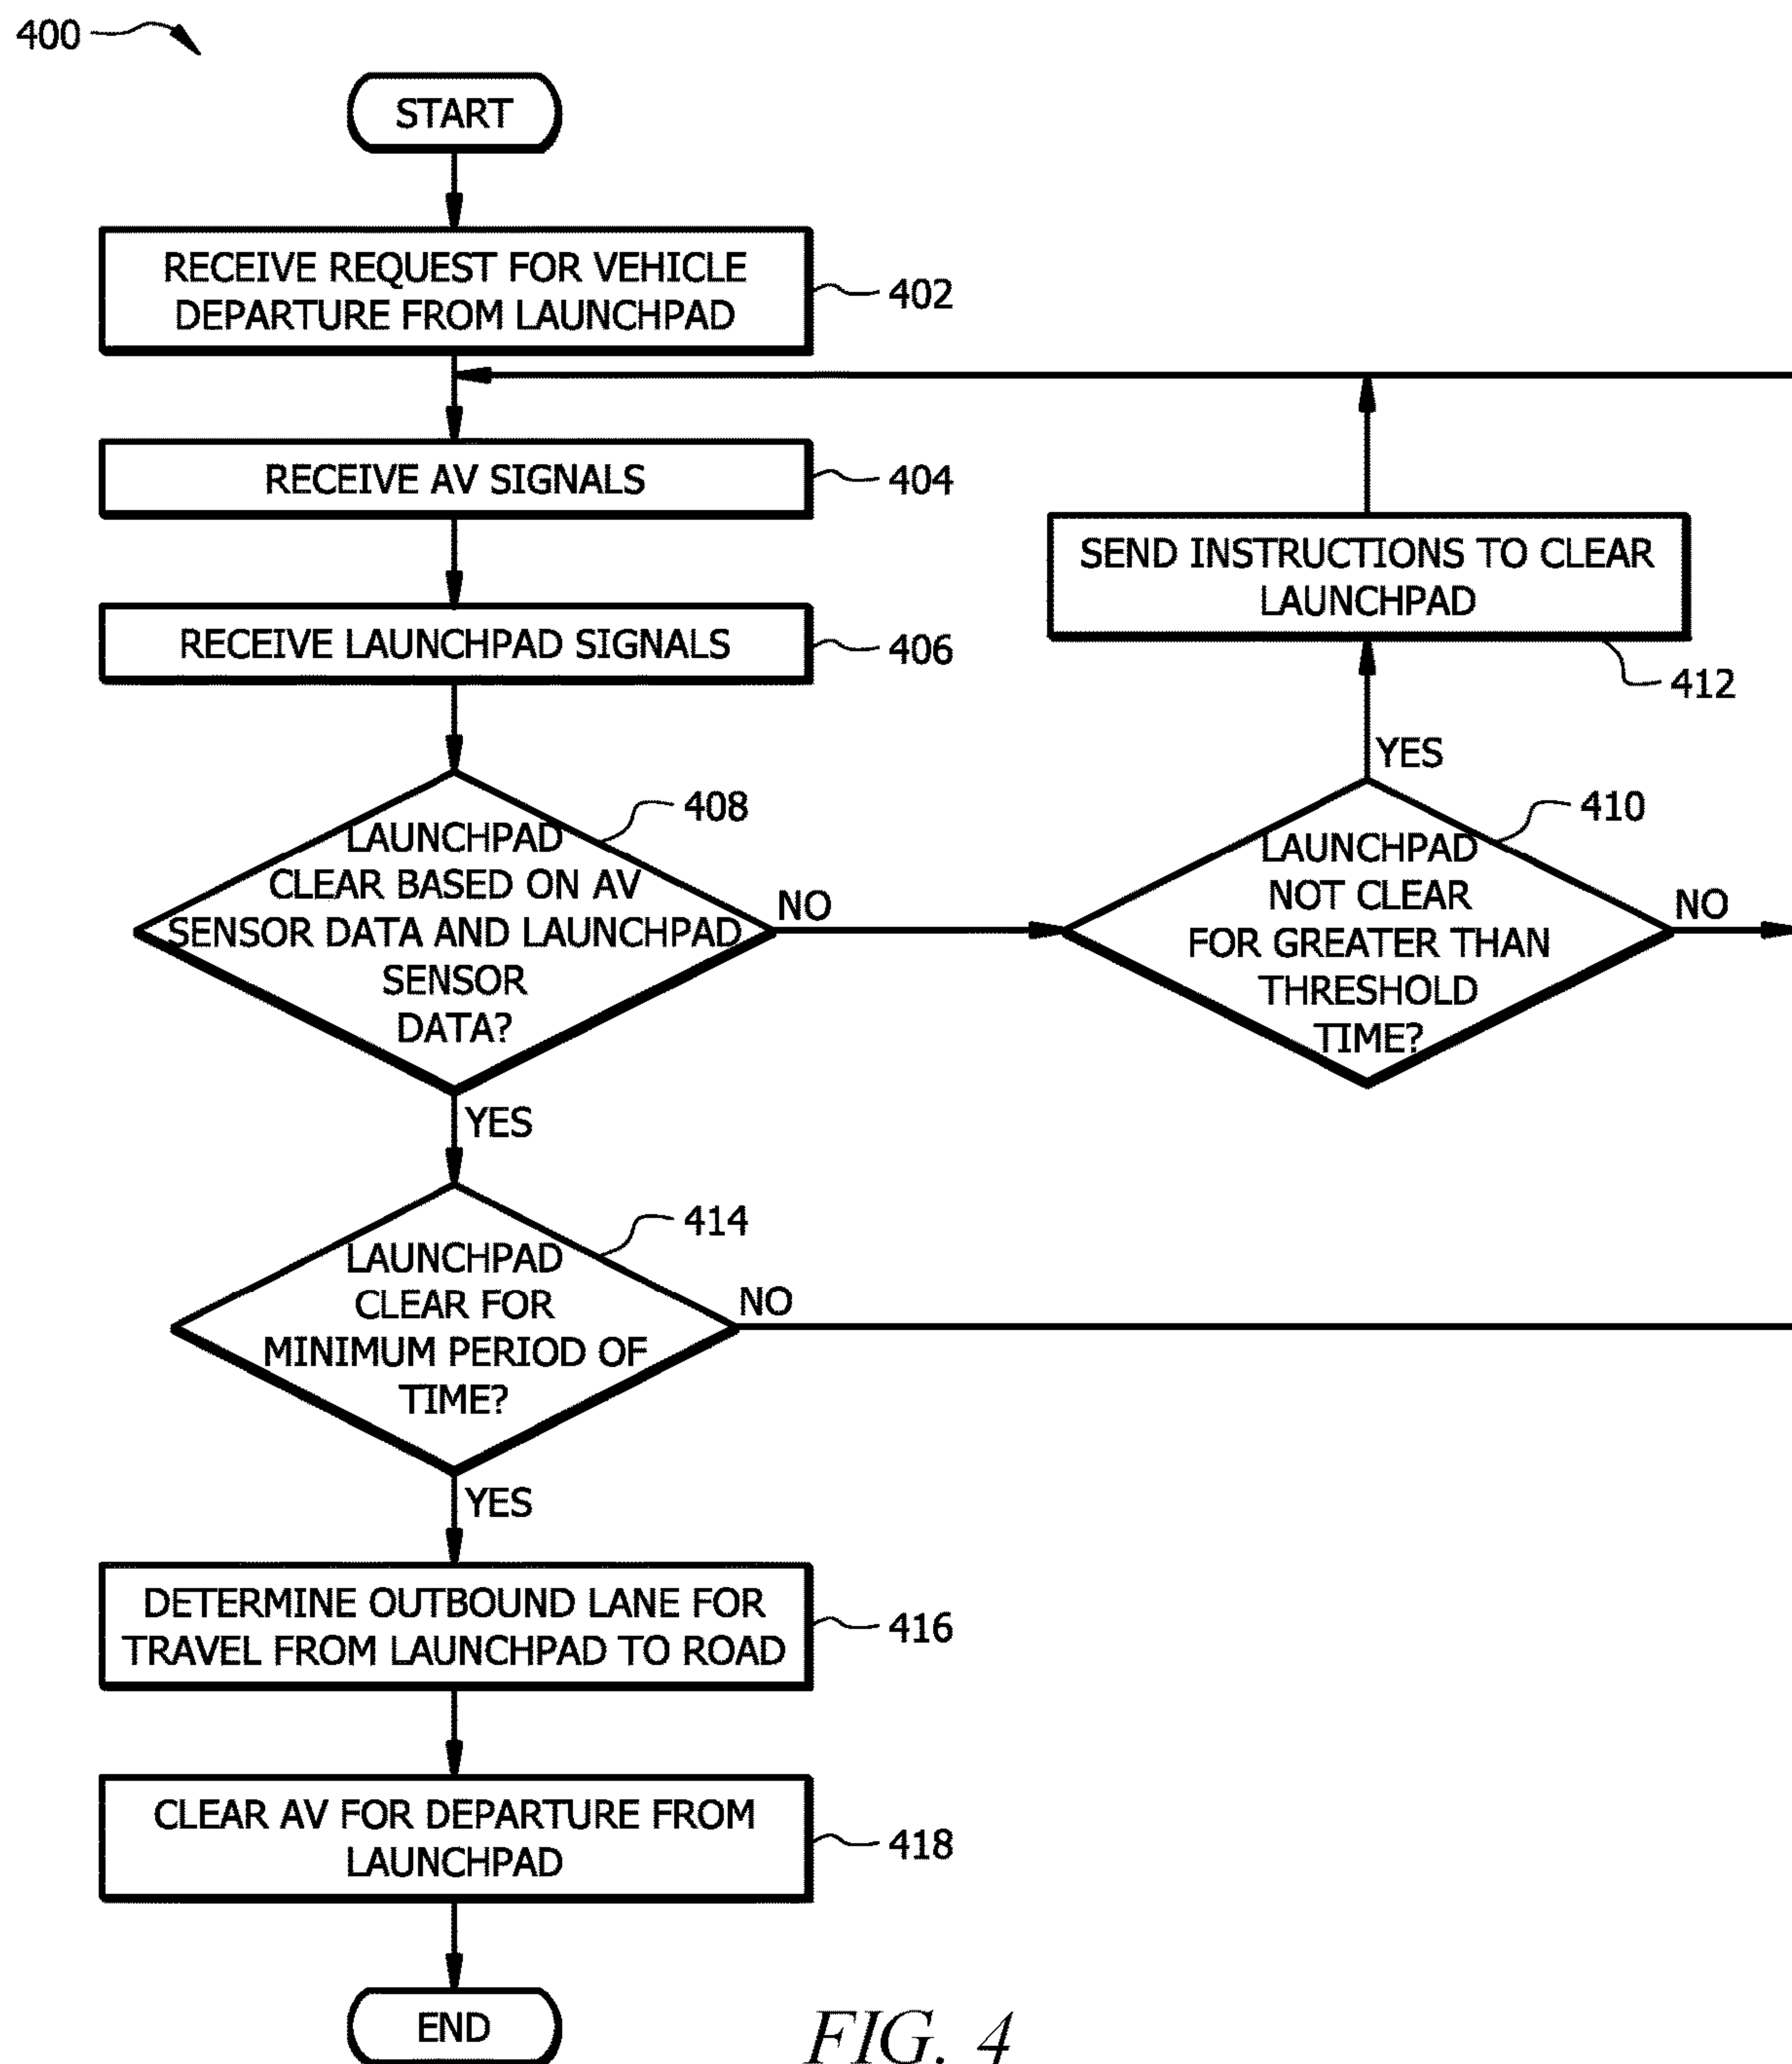 400
START
RECEIVE REQUEST FOR VEHICLE
DEPARTURE FROM LAUNCHPAD
402
RECEIVE AV SIGNALS
404
SEND INSTRUCTIONS TO CLEAR
LAUNCHPAD
412
RECEIVE LAUNCHPAD SIGNALS
406
LAUNCHPAD
CLEAR BASED ON AV
SENSOR DATA AND LAUNCHPAD
SENSOR
DATA?
408
NO
YES
LAUNCHPAD
NOT CLEAR
FOR GREATER THAN
THRESHOLD
TIME?
410
YES
NO
LAUNCHPAD
CLEAR FOR
MINIMUM PERIOD OF
TIME?
414
NO
YES
DETERMINE OUTBOUND LANE FOR
TRAVEL FROM LAUNCHPAD TO ROAD
416
CLEAR AV FOR DEPARTURE FROM
LAUNCHPAD
418
END
FIG. 4